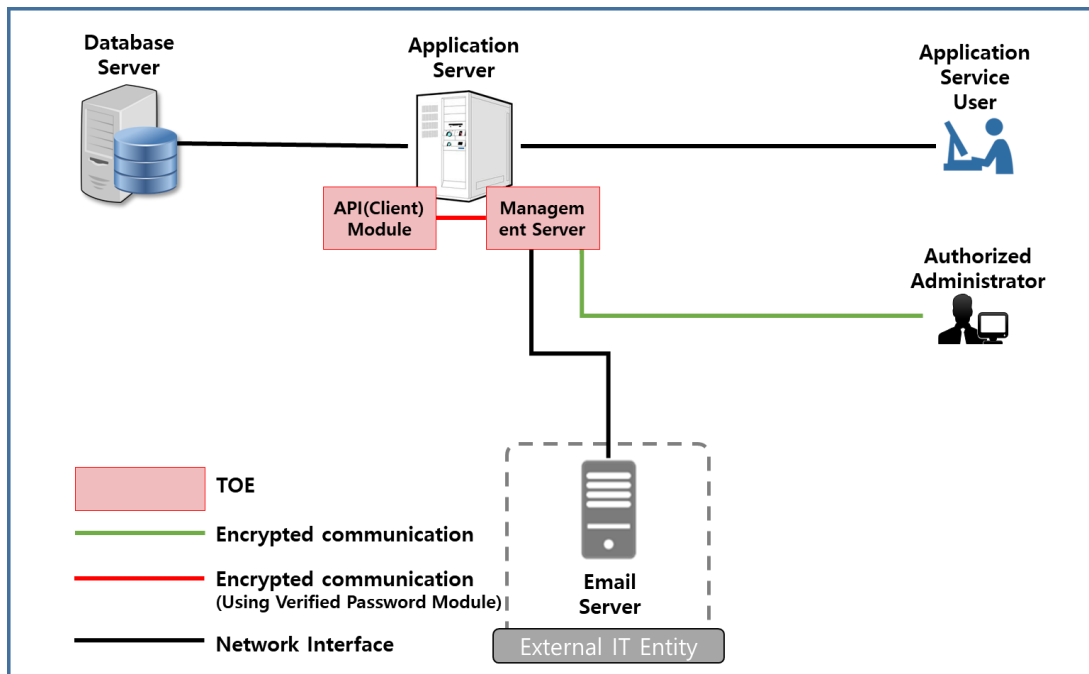 Database
Server
Application
Server
Application
Service
User
API(Client)
Module
Managem
ent Server
Authorized
Administrator
TOE
Encrypted communication
Encrypted communication
(Using Verified Password Module)
Network Interface
Email
Server
External IT Entity